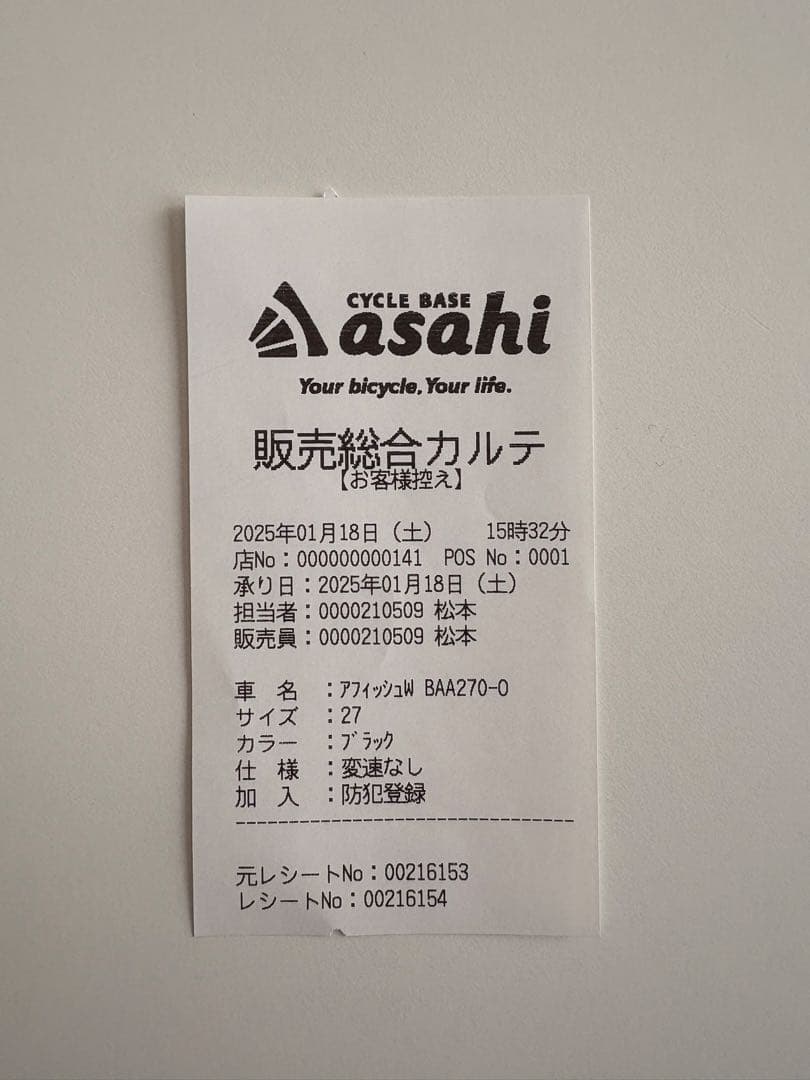 CYCLE BASE
asahi
Your bicycle, Your life.
販売総合カルテ
【お客様控え】
2025年01月18日（土） 15時32分
店No：000000000141 POS No：0001
承り日：2025年01月18日（土）
担当者：0000210509 松本
販売員：0000210509 松本
車 名 ：ｱﾌｨｯｼｭW BAA270-O
サイズ ：27
カラー ：ﾌﾞﾗｯｸ
仕 様 ：変速なし
加 入 ：防犯登録
--------------------------------
元レシートNo：00216153
レシートNo：00216154